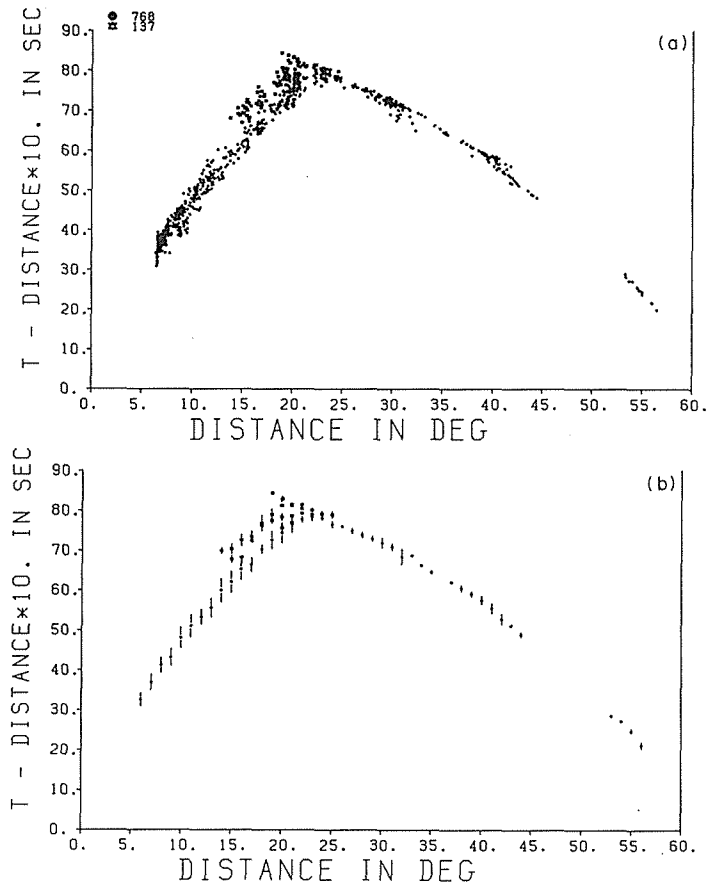 768
137
(a)
T - DISTANCE*10. IN SEC
90.
80.
70.
60.
50.
40.
30.
20.
10.
0.
0. 5. 10. 15. 20. 25. 30. 35. 40. 45. 50. 55. 60.
DISTANCE IN DEG
(b)
T - DISTANCE*10. IN SEC
90.
80.
70.
60.
50.
40.
30.
20.
10.
0.
0. 5. 10. 15. 20. 25. 30. 35. 40. 45. 50. 55. 60.
DISTANCE IN DEG